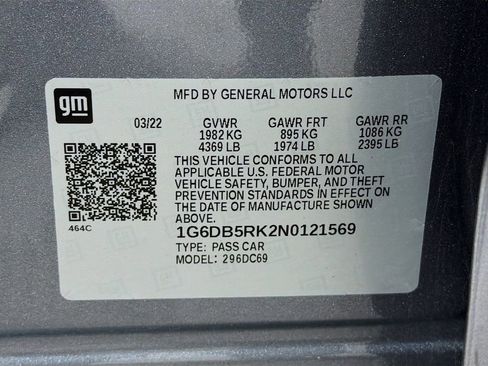 gm
MFD BY GENERAL MOTORS LLC
03/22 GVWR GAWR FRT GAWR RR
1982 KG 895 KG 1086 KG
4369 LB 1974 LB 2395 LB
THIS VEHICLE CONFORMS TO ALL
APPLICABLE U.S. FEDERAL MOTOR
VEHICLE SAFETY, BUMPER, AND THEFT
PREVENTION STANDARDS IN EFFECT ON
THE DATE OF MANUFACTURE SHOWN
ABOVE.
464C
1G6DB5RK2N0121569
TYPE: PASS CAR
MODEL: 296DC69